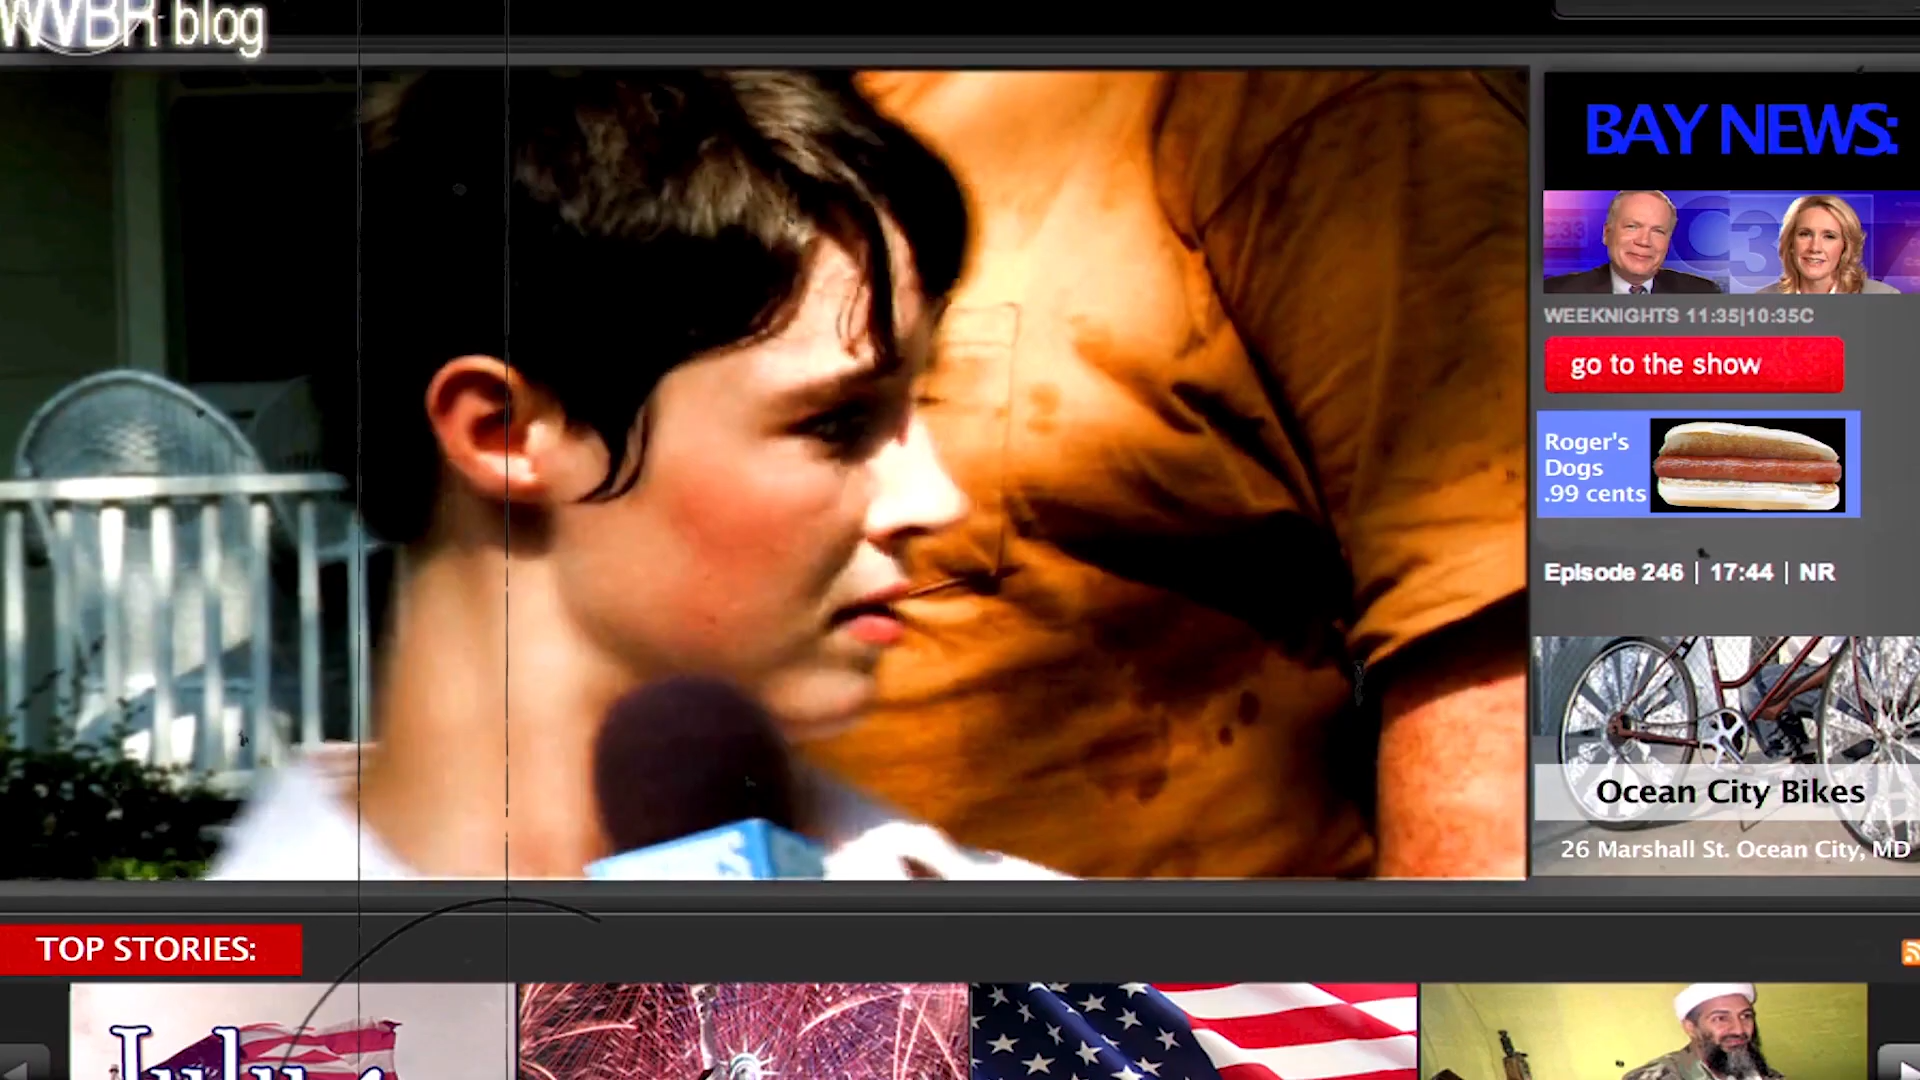 WVBR blog
BAY NEWS:
WEEKNIGHTS 11:35|10:35C
go to the show
Roger's
Dogs
.99 cents
Episode 246 | 17:44 | NR
Ocean City Bikes
26 Marshall St. Ocean City, MD
TOP STORIES:
July